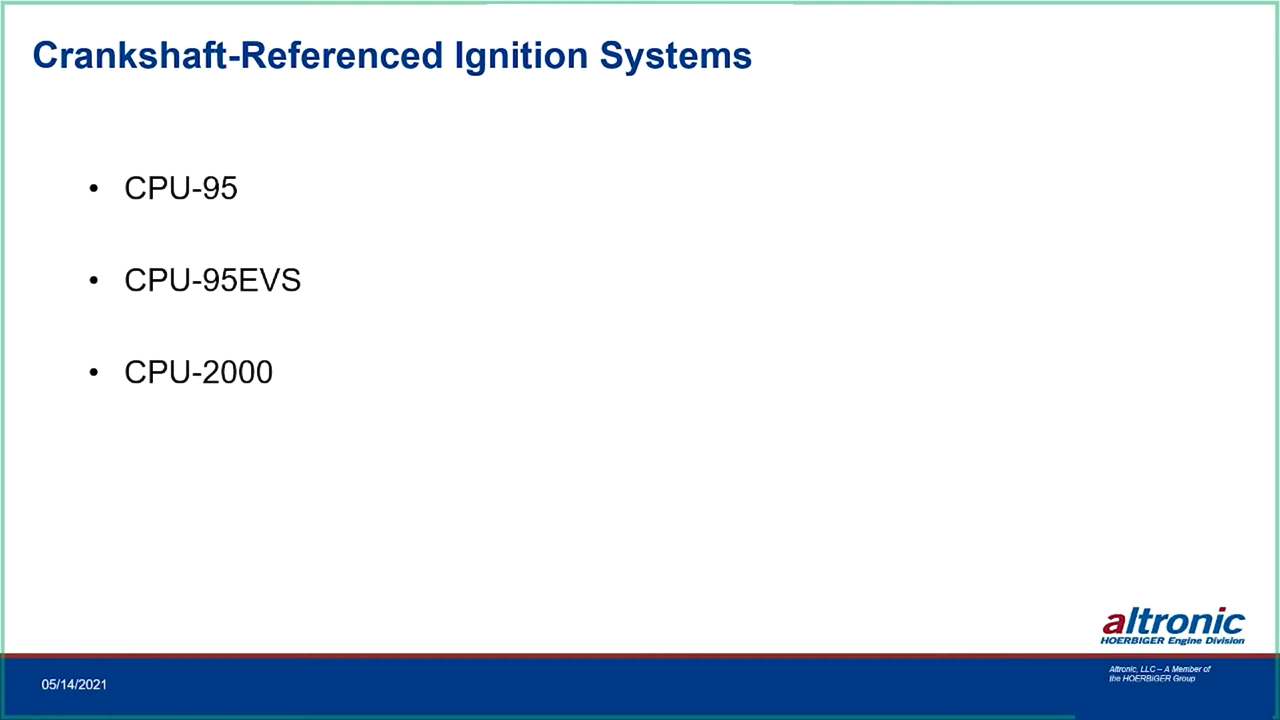 Crankshaft-Referenced Ignition Systems
• CPU-95
• CPU-95EVS
• CPU-2000
altronic
HOERBIGER Engine Division
Altronic, LLC – A Member of
the HOERBIGER Group
05/14/2021